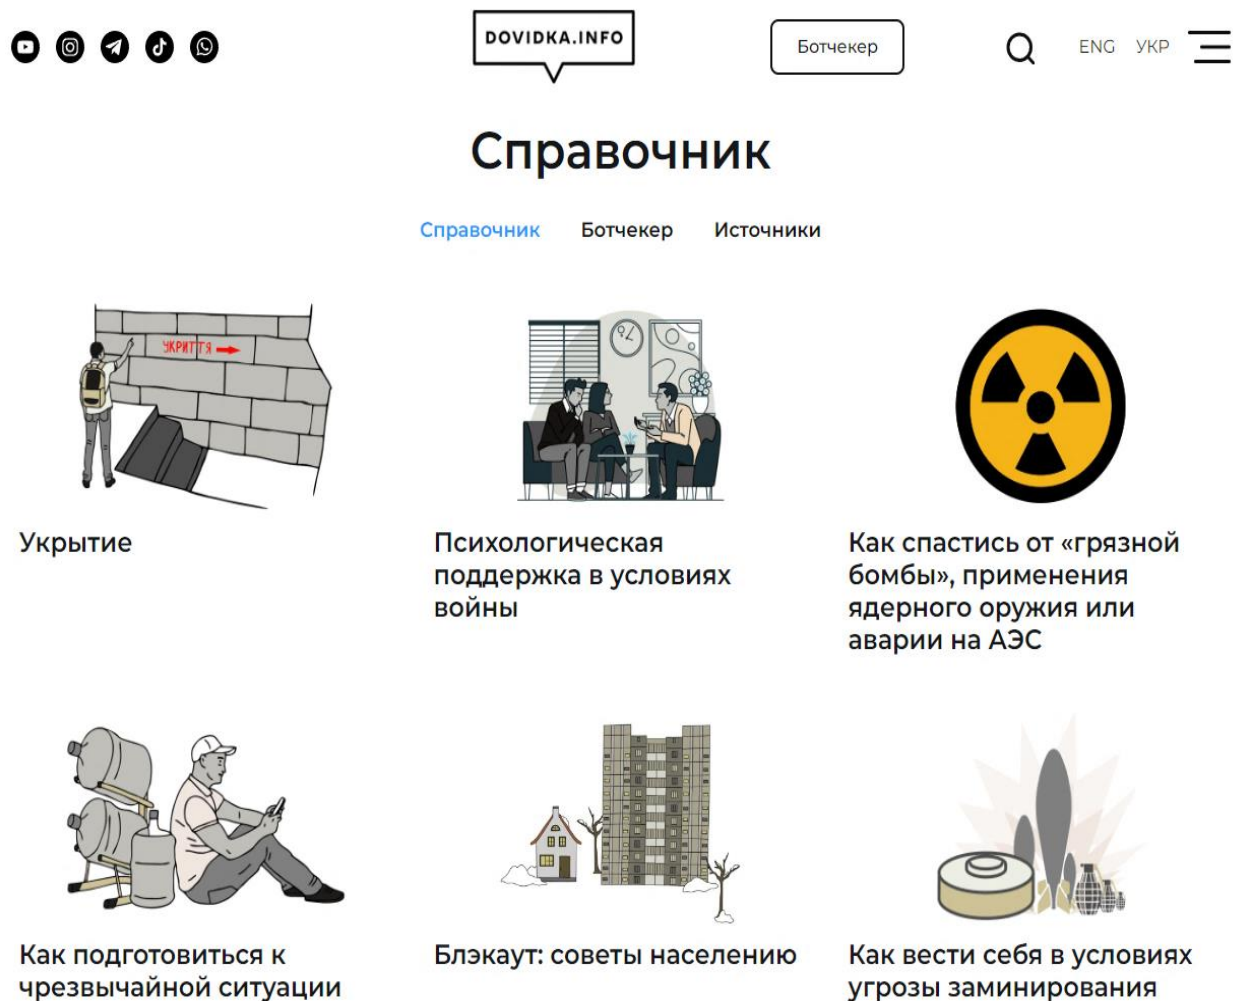 DOVIDKA.INFO
Ботчекер
ENG УКР
Справочник
Справочник Ботчекер Источники
УКРИТТЯ
Укрытие
Психологическая
поддержка в условиях
войны
Как спастись от «грязной
бомбы», применения
ядерного оружия или
аварии на АЭС
Как подготовиться к
чрезвычайной ситуации
Блэкаут: советы населению
Как вести себя в условиях
угрозы заминирования